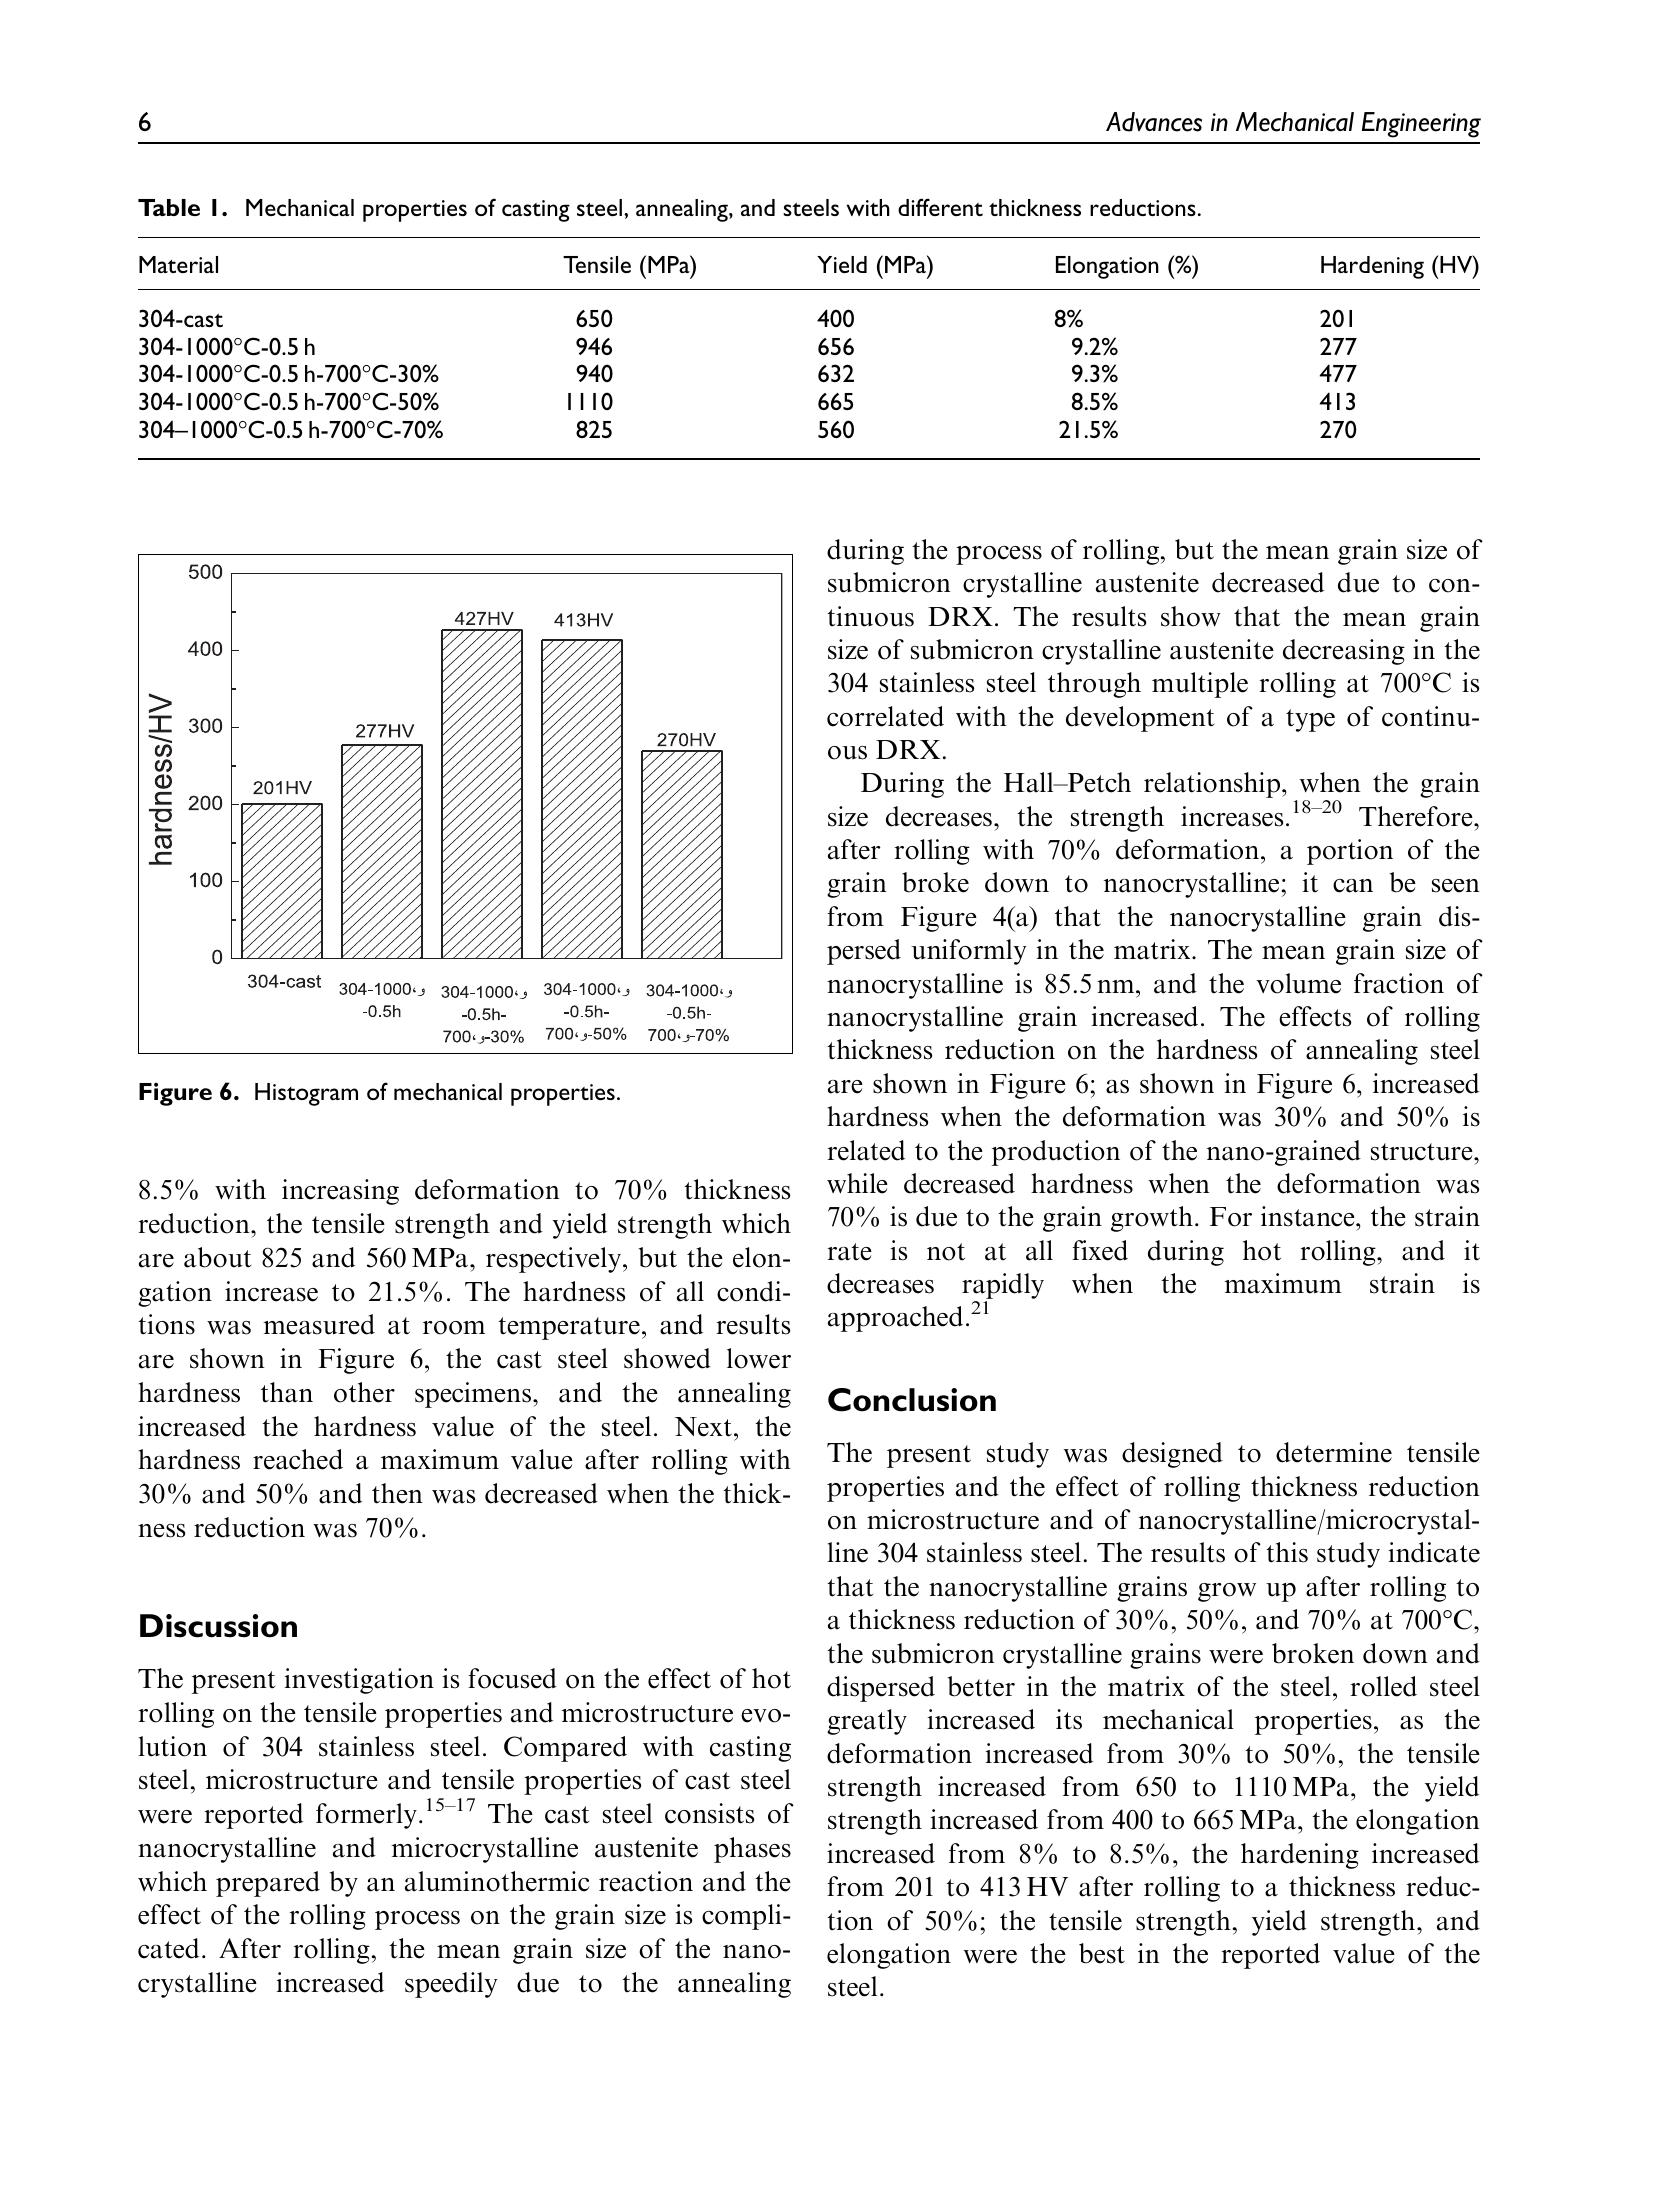 6
Advances in Mechanical Engineering
Table 1. Mechanical properties of casting steel, annealing, and steels with different thickness reductions.
Material Tensile (MPa) Yield (MPa) Elongation (%) Hardening (HV)
304-cast 650 400 8% 201
304-1000°C-0.5 h 946 656 9.2% 277
304-1000°C-0.5 h-700°C-30% 940 632 9.3% 477
304-1000°C-0.5 h-700°C-50% 1110 665 8.5% 413
304–1000°C-0.5 h-700°C-70% 825 560 21.5% 270
hardness/HV
500
400
300
200
100
0
201HV
277HV
427HV
413HV
270HV
304-cast
304-1000، و
-0.5h
304-1000، و
-0.5h-
700، و-30%
304-1000، و
-0.5h-
700، و-50%
304-1000، و
-0.5h-
700، و-70%
Figure 6. Histogram of mechanical properties.
8.5% with increasing deformation to 70% thickness
reduction, the tensile strength and yield strength which
are about 825 and 560 MPa, respectively, but the elon-
gation increase to 21.5%. The hardness of all condi-
tions was measured at room temperature, and results
are shown in Figure 6, the cast steel showed lower
hardness than other specimens, and the annealing
increased the hardness value of the steel. Next, the
hardness reached a maximum value after rolling with
30% and 50% and then was decreased when the thick-
ness reduction was 70%.
Discussion
The present investigation is focused on the effect of hot
rolling on the tensile properties and microstructure evo-
lution of 304 stainless steel. Compared with casting
steel, microstructure and tensile properties of cast steel
were reported formerly.15–17 The cast steel consists of
nanocrystalline and microcrystalline austenite phases
which prepared by an aluminothermic reaction and the
effect of the rolling process on the grain size is compli-
cated. After rolling, the mean grain size of the nano-
crystalline increased speedily due to the annealing
during the process of rolling, but the mean grain size of
submicron crystalline austenite decreased due to con-
tinuous DRX. The results show that the mean grain
size of submicron crystalline austenite decreasing in the
304 stainless steel through multiple rolling at 700°C is
correlated with the development of a type of continu-
ous DRX.
During the Hall–Petch relationship, when the grain
size decreases, the strength increases.18–20 Therefore,
after rolling with 70% deformation, a portion of the
grain broke down to nanocrystalline; it can be seen
from Figure 4(a) that the nanocrystalline grain dis-
persed uniformly in the matrix. The mean grain size of
nanocrystalline is 85.5 nm, and the volume fraction of
nanocrystalline grain increased. The effects of rolling
thickness reduction on the hardness of annealing steel
are shown in Figure 6; as shown in Figure 6, increased
hardness when the deformation was 30% and 50% is
related to the production of the nano-grained structure,
while decreased hardness when the deformation was
70% is due to the grain growth. For instance, the strain
rate is not at all fixed during hot rolling, and it
decreases rapidly when the maximum strain is
approached.21
Conclusion
The present study was designed to determine tensile
properties and the effect of rolling thickness reduction
on microstructure and of nanocrystalline/microcrystal-
line 304 stainless steel. The results of this study indicate
that the nanocrystalline grains grow up after rolling to
a thickness reduction of 30%, 50%, and 70% at 700°C,
the submicron crystalline grains were broken down and
dispersed better in the matrix of the steel, rolled steel
greatly increased its mechanical properties, as the
deformation increased from 30% to 50%, the tensile
strength increased from 650 to 1110 MPa, the yield
strength increased from 400 to 665 MPa, the elongation
increased from 8% to 8.5%, the hardening increased
from 201 to 413 HV after rolling to a thickness reduc-
tion of 50%; the tensile strength, yield strength, and
elongation were the best in the reported value of the
steel.